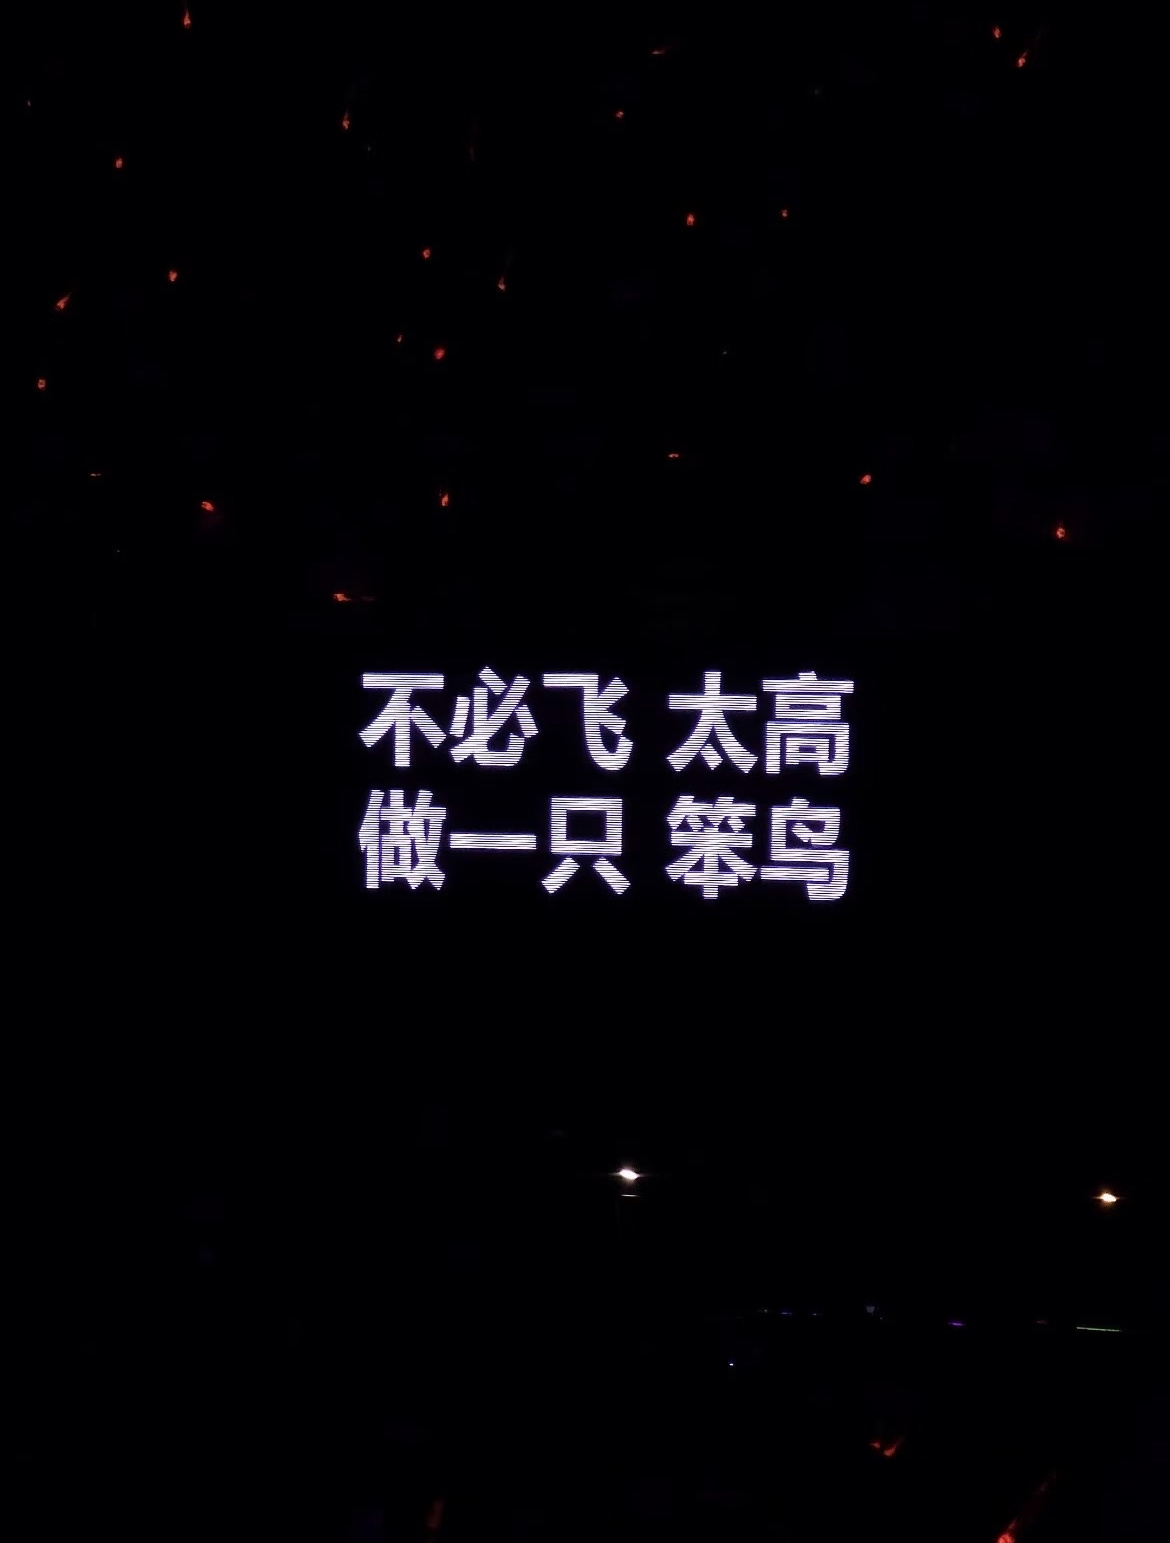 不必飞 太高
做一只 笨鸟